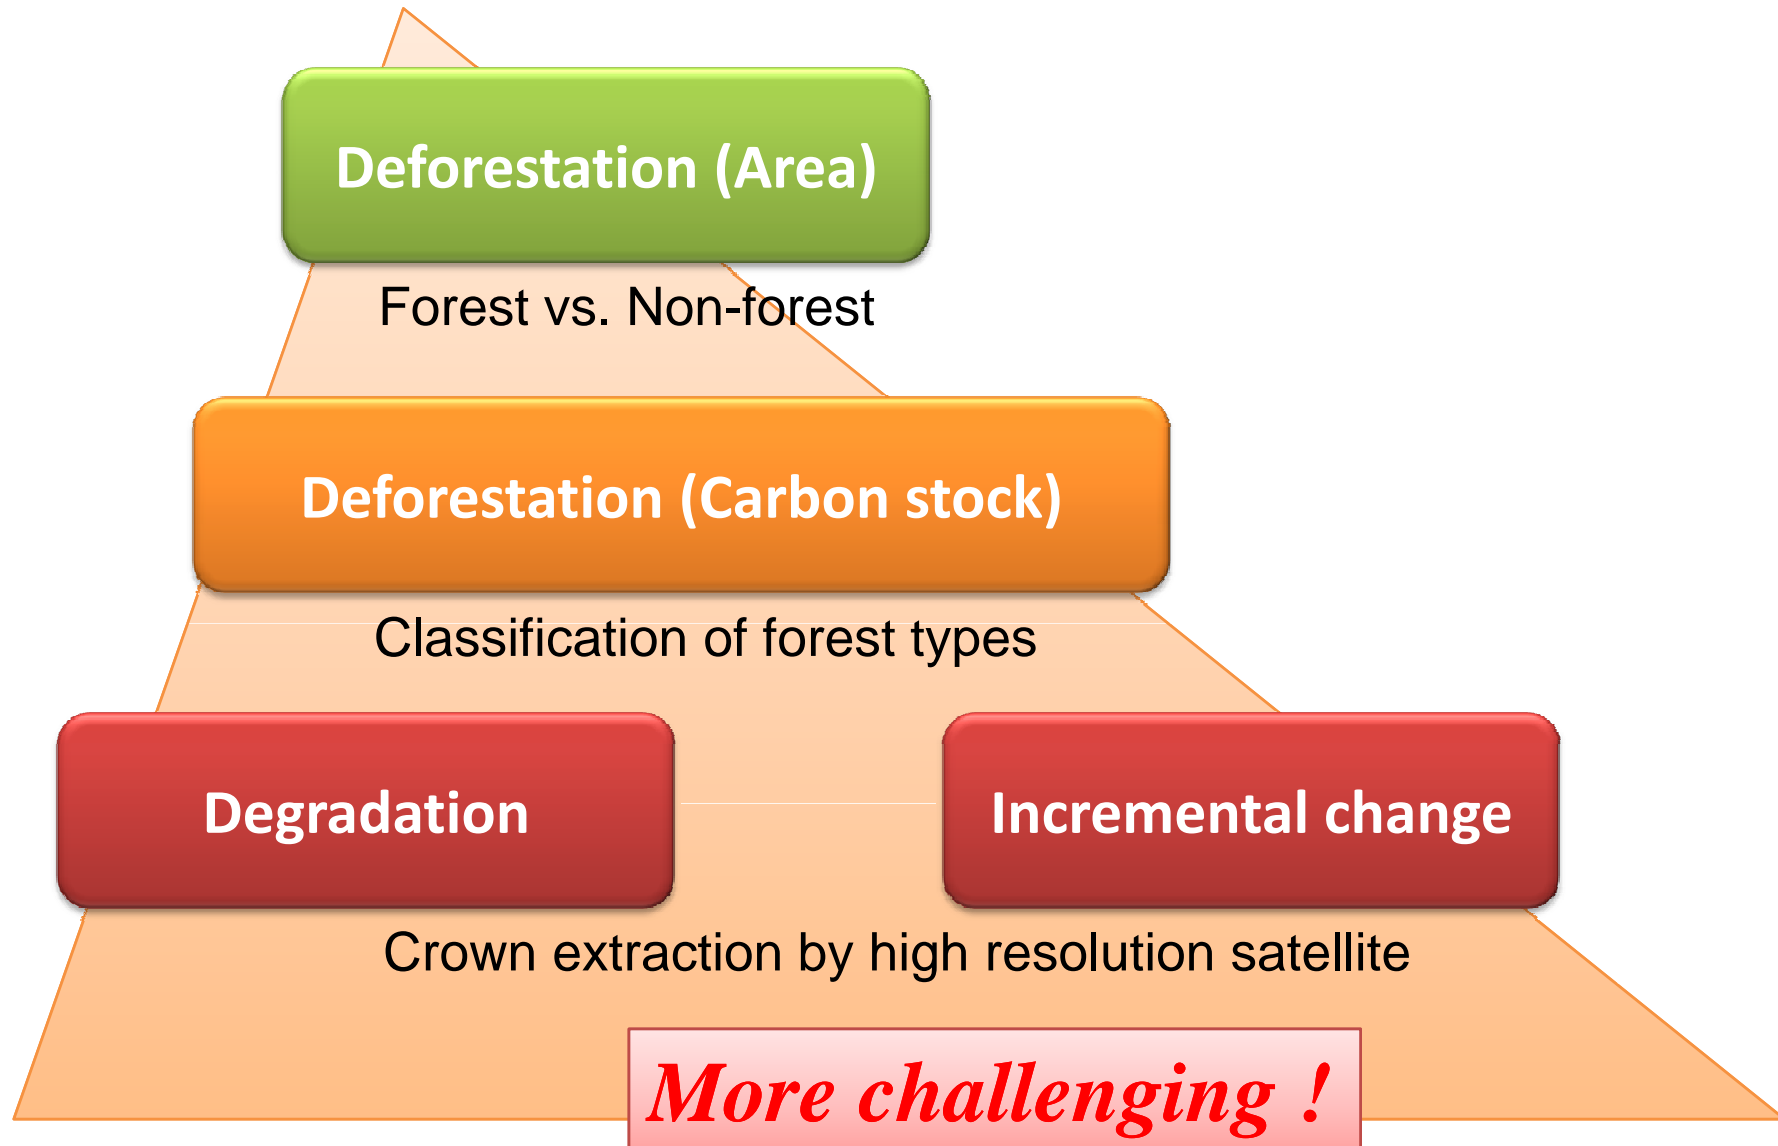 Deforestation (Area)
Forest vs. Non-forest
Deforestation (Carbon stock)
Classification of forest types
Degradation
Incremental change
Crown extraction by high resolution satellite
More challenging !